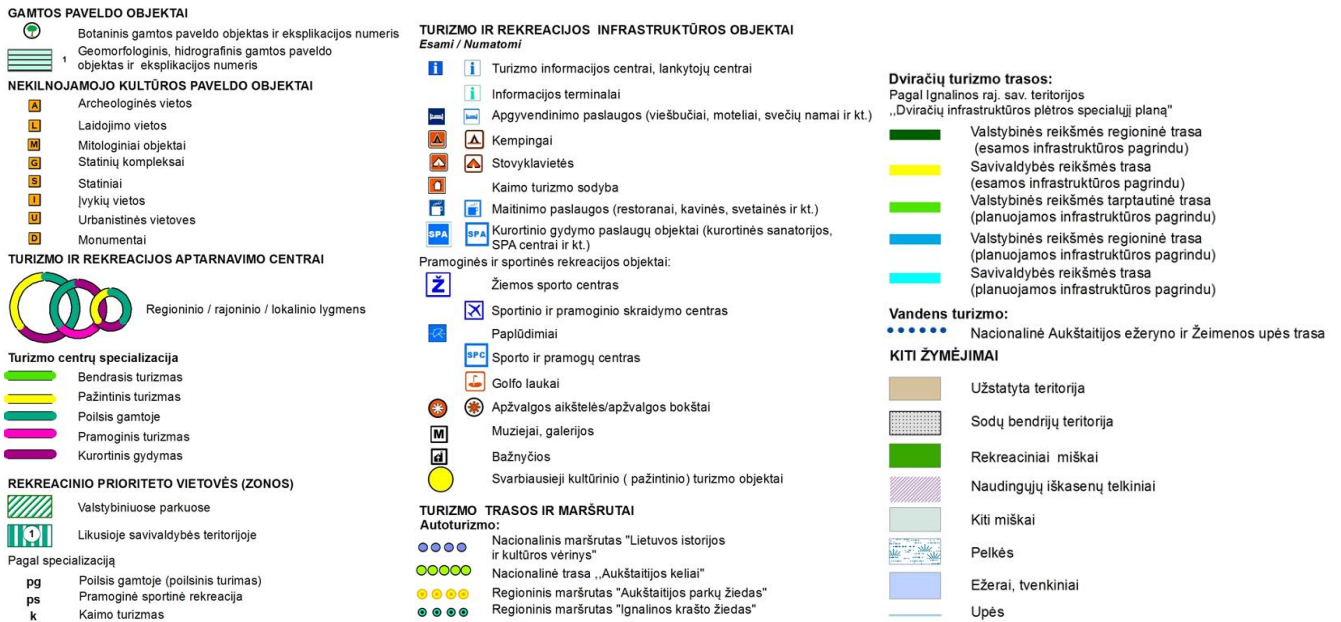 GAMTOS PAVELDO OBJEKTAI
Botaninis gamtos paveldo objektas ir eksplikacijos numeris
1 Geomorfologinis, hidrografinis gamtos paveldo
objektas ir eksplikacijos numeris
NEKILNOJAMOJO KULTŪROS PAVELDO OBJEKTAI
A Archeologinės vietos
L Laidojimo vietos
M Mitologiniai objektai
G Statinių kompleksai
S Statiniai
I Įvykių vietos
U Urbanistinės vietoves
D Monumentai
TURIZMO IR REKREACIJOS APTARNAVIMO CENTRAI
Regioninio / rajoninio / lokalinio lygmens
Turizmo centrų specializacija
Bendrasis turizmas
Pažintinis turizmas
Poilsis gamtoje
Pramoginis turizmas
Kurortinis gydymas
REKREACINIO PRIORITETO VIETOVĖS (ZONOS)
Valstybiniuose parkuose
1 Likusioje savivaldybės teritorijoje
Pagal specializaciją
pg Poilsis gamtoje (poilsinis turimas)
ps Pramoginė sportinė rekreacija
k Kaimo turizmas
TURIZMO IR REKREACIJOS INFRASTRUKTŪROS OBJEKTAI
Esami / Numatomi
i i Turizmo informacijos centrai, lankytojų centrai
i Informacijos terminalai
Apgyvendinimo paslaugos (viešbučiai, moteliai, svečių namai ir kt.)
Kempingai
Stovyklavietės
Kaimo turizmo sodyba
Maitinimo paslaugos (restoranai, kavinės, svetainės ir kt.)
SPA SPA Kurortinio gydymo paslaugų objektai (kurortinės sanatorijos,
SPA centrai ir kt.)
Pramoginės ir sportinės rekreacijos objektai:
Ž Žiemos sporto centras
Sportinio ir pramoginio skraidymo centras
Paplūdimiai
SPC Sporto ir pramogų centras
Golfo laukai
Apžvalgos aikštelės/apžvalgos bokštai
M Muziejai, galerijos
Bažnyčios
Svarbiausieji kultūrinio ( pažintinio) turizmo objektai
TURIZMO TRASOS IR MARŠRUTAI
Autoturizmo:
Nacionalinis maršrutas "Lietuvos istorijos
ir kultūros vėrinys"
Nacionalinė trasa ,,Aukštaitijos keliai"
Regioninis maršrutas "Aukštaitijos parkų žiedas"
Regioninis maršrutas "Ignalinos krašto žiedas"
Dviračių turizmo trasos:
Pagal Ignalinos raj. sav. teritorijos
,,Dviračių infrastruktūros plėtros specialųjį planą"
Valstybinės reikšmės regioninė trasa
(esamos infrastruktūros pagrindu)
Savivaldybės reikšmės trasa
(esamos infrastruktūros pagrindu)
Valstybinės reikšmės tarptautinė trasa
(planuojamos infrastruktūros pagrindu)
Valstybinės reikšmės regioninė trasa
(planuojamos infrastruktūros pagrindu)
Savivaldybės reikšmės trasa
(planuojamos infrastruktūros pagrindu)
Vandens turizmo:
Nacionalinė Aukštaitijos ežeryno ir Žeimenos upės trasa
KITI ŽYMĖJIMAI
Užstatyta teritorija
Sodų bendrijų teritorija
Rekreaciniai miškai
Naudingųjų iškasenų telkiniai
Kiti miškai
Pelkės
Ežerai, tvenkiniai
Upės